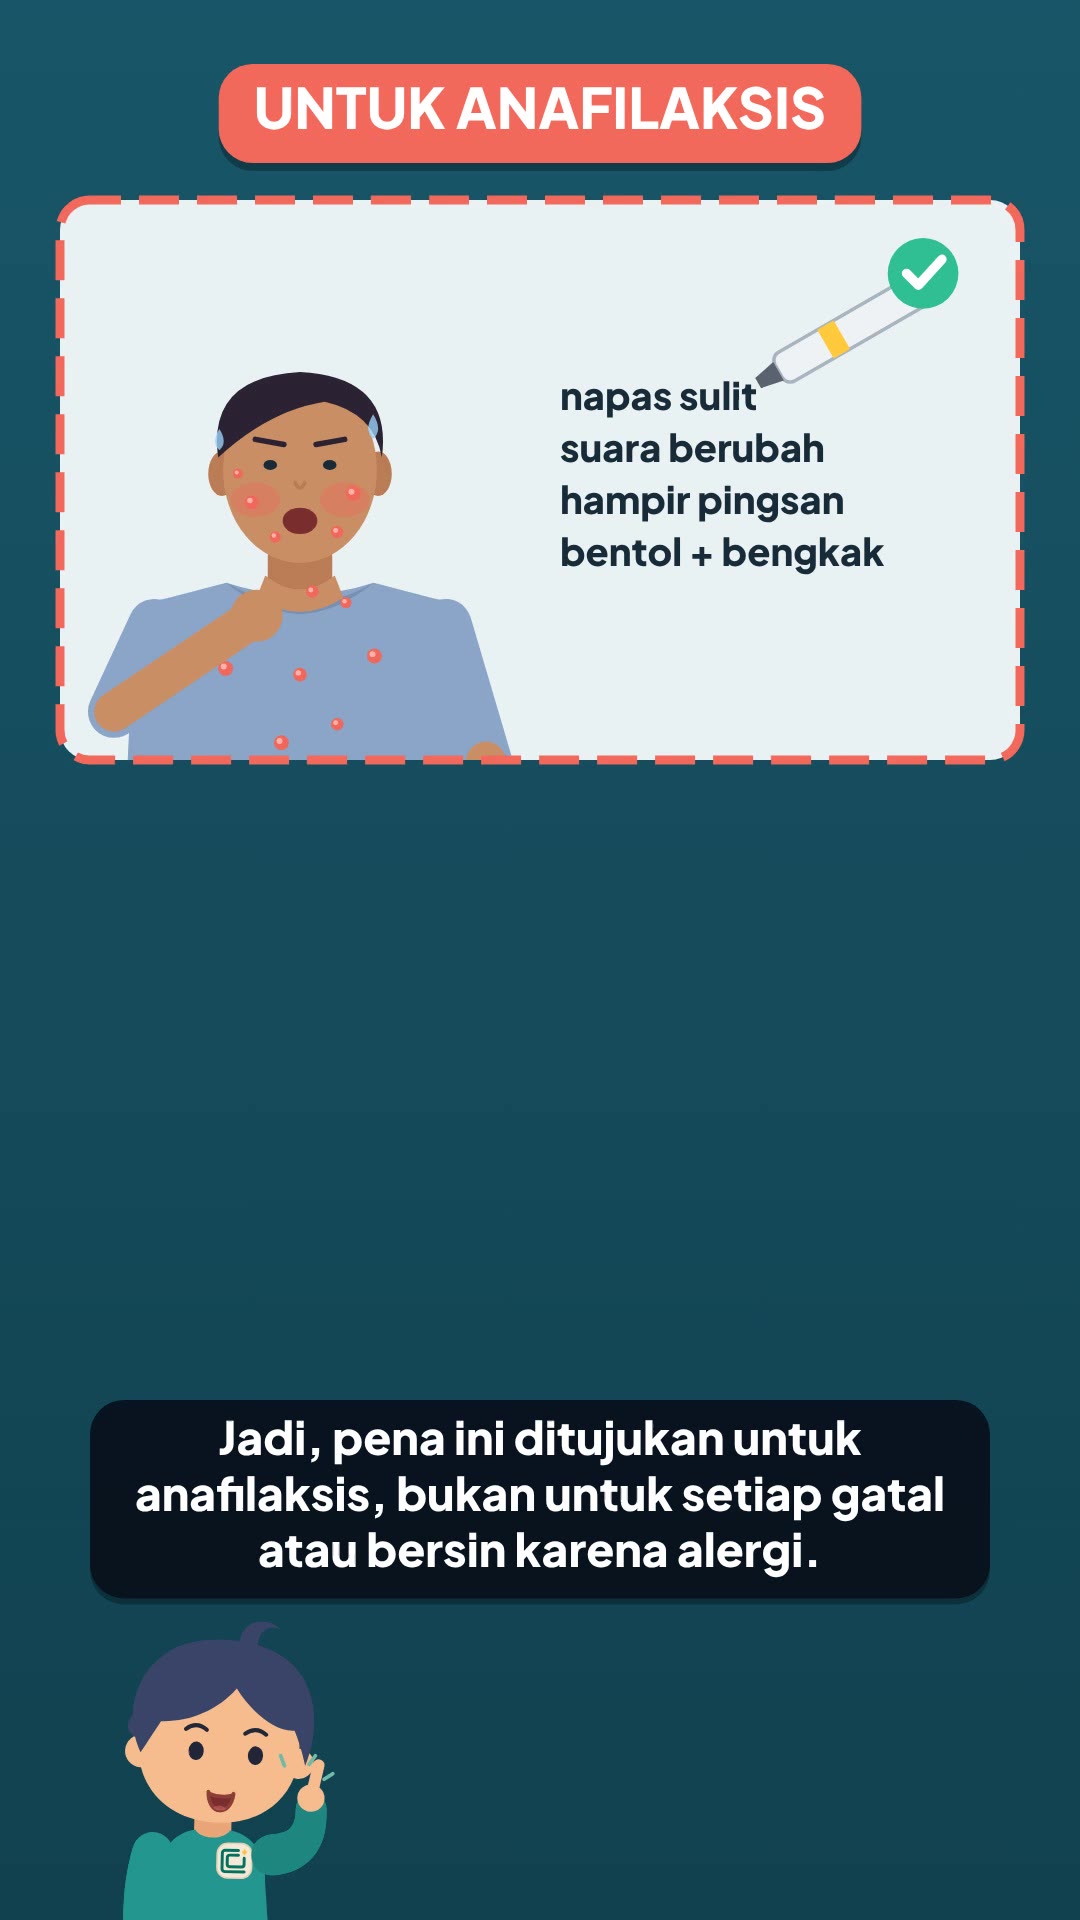 UNTUK ANAFILAKSIS
napas sulit
suara berubah
hampir pingsan
bentol + bengkak
Jadi, pena ini ditujukan untuk
anafilaksis, bukan untuk setiap gatal
atau bersin karena alergi.